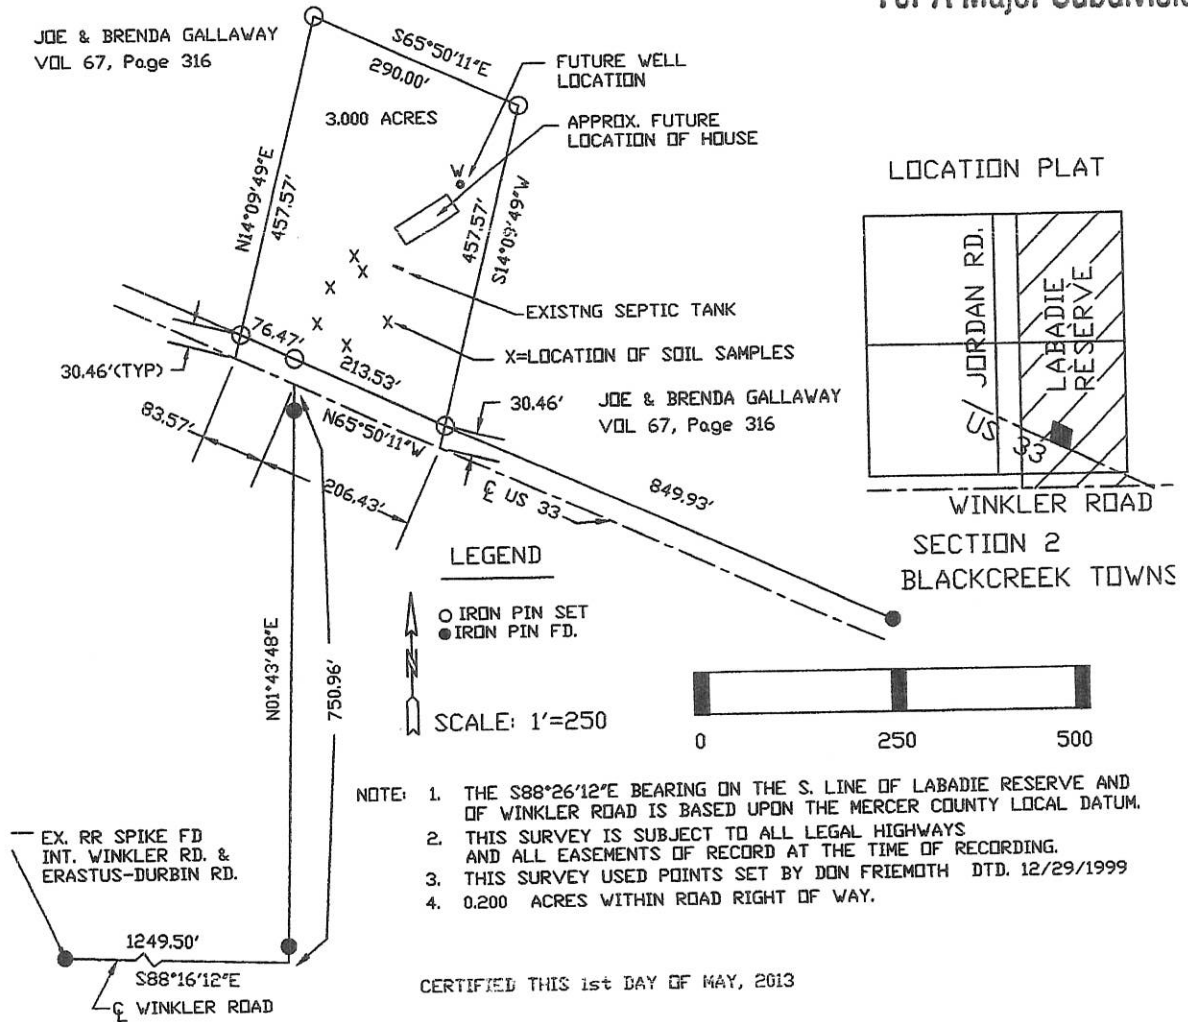 For A Major Subdivisi
JOE & BRENDA GALLAWAY
VOL 67, Page 316
S65°50'11"E
290.00'
3.000 ACRES
FUTURE WELL
LOCATION
APPROX. FUTURE
LOCATION OF HOUSE
W
N14°09'49"E
457.57'
457.57'
S14°09'49"W
X
X
X
X
X
X
EXISTNG SEPTIC TANK
X=LOCATION OF SOIL SAMPLES
76.47'
213.53'
30.46'(TYP)
30.46'
JOE & BRENDA GALLAWAY
VOL 67, Page 316
83.57'
N65°50'11"W
206.43'
℄ US 33
849.93'
LOCATION PLAT
JORDAN RD.
LABADIE
RESERVE
US 33
WINKLER ROAD
SECTION 2
BLACKCREEK TOWNS
LEGEND
IRON PIN SET
IRON PIN FD.
N
SCALE: 1'=250
0 250 500
N01°43'48"E
750.96'
NOTE: 1. THE S88°26'12"E BEARING ON THE S. LINE OF LABADIE RESERVE AND
OF WINKLER ROAD IS BASED UPON THE MERCER COUNTY LOCAL DATUM.
2. THIS SURVEY IS SUBJECT TO ALL LEGAL HIGHWAYS
AND ALL EASEMENTS OF RECORD AT THE TIME OF RECORDING.
3. THIS SURVEY USED POINTS SET BY DON FRIEMOTH DTD. 12/29/1999
4. 0.200 ACRES WITHIN ROAD RIGHT OF WAY.
EX. RR SPIKE FD
INT. WINKLER RD. &
ERASTUS-DURBIN RD.
1249.50'
S88°16'12"E
℄ WINKLER ROAD
CERTIFIED THIS 1st DAY OF MAY, 2013